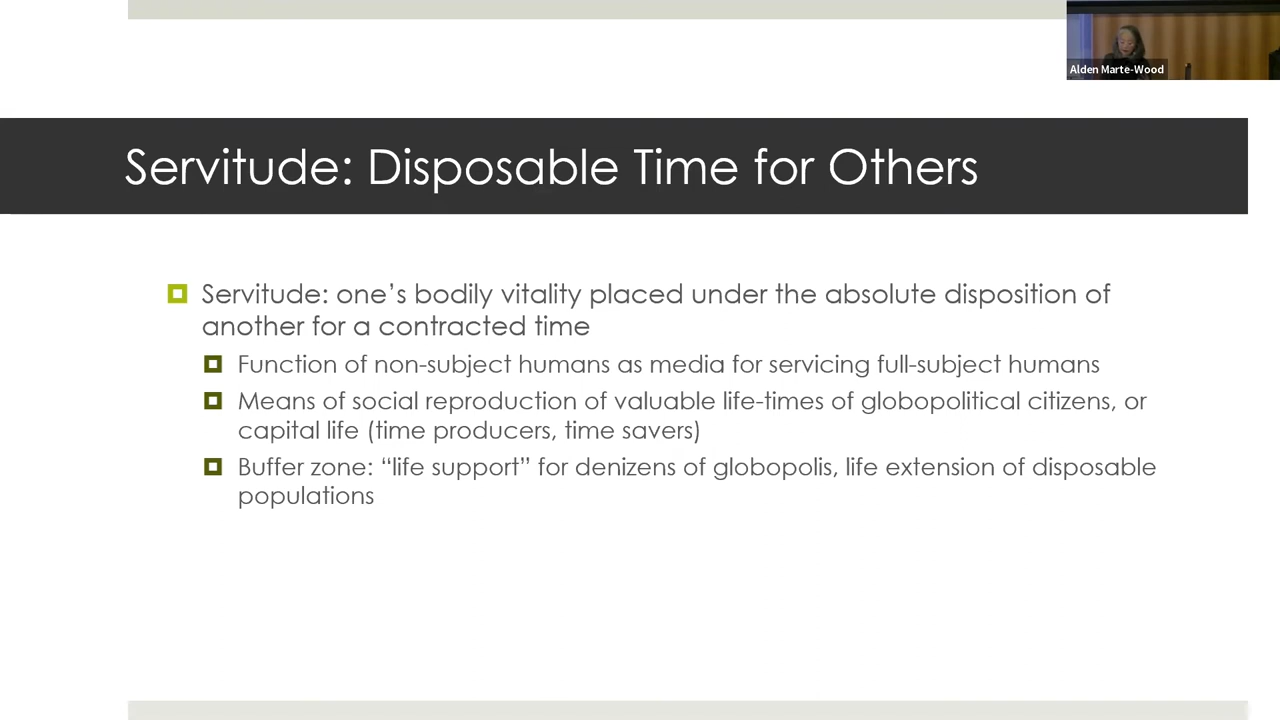 Alden Marte-Wood
Servitude: Disposable Time for Others
Servitude: one’s bodily vitality placed under the absolute disposition of
another for a contracted time
Function of non-subject humans as media for servicing full-subject humans
Means of social reproduction of valuable life-times of globopolitical citizens, or
capital life (time producers, time savers)
Buffer zone: “life support” for denizens of globopolis, life extension of disposable
populations